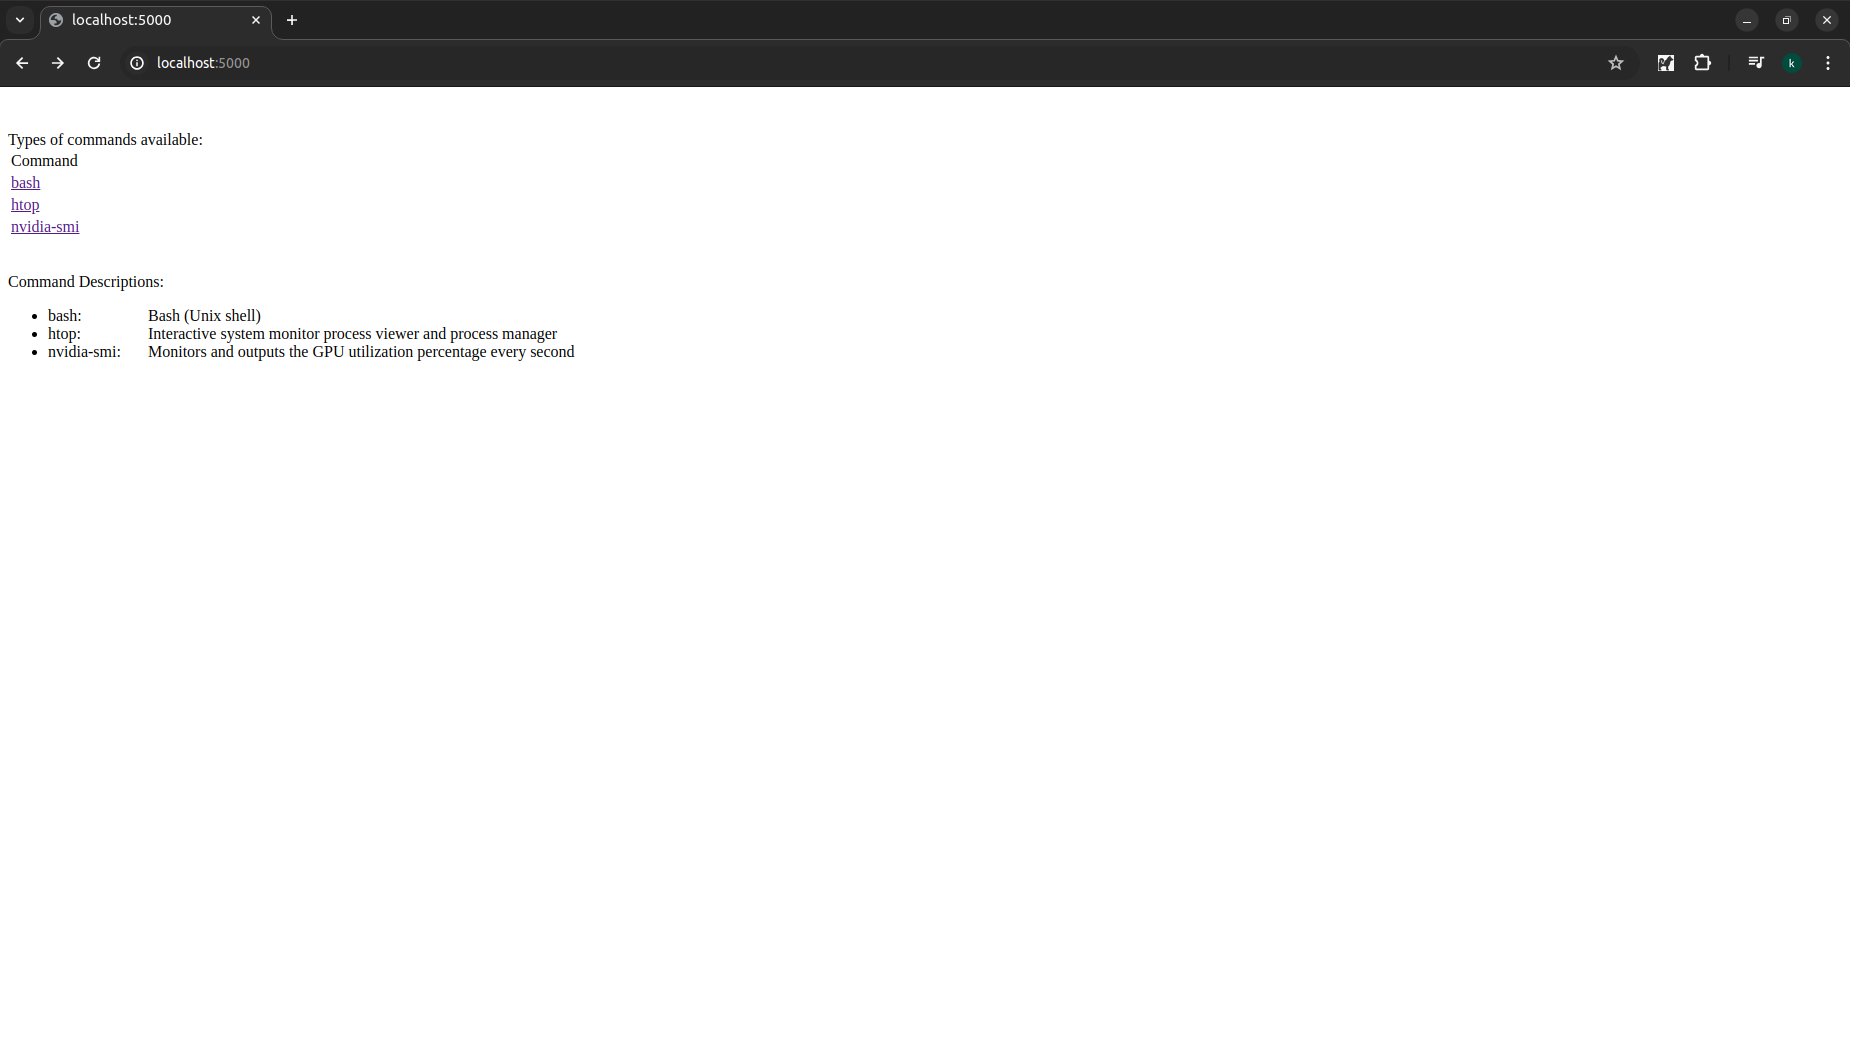 localhost:5000
localhost:5000
k
Types of commands available:
Command
bash
htop
nvidia-smi
Command Descriptions:
bash: Bash (Unix shell)
htop: Interactive system monitor process viewer and process manager
nvidia-smi: Monitors and outputs the GPU utilization percentage every second